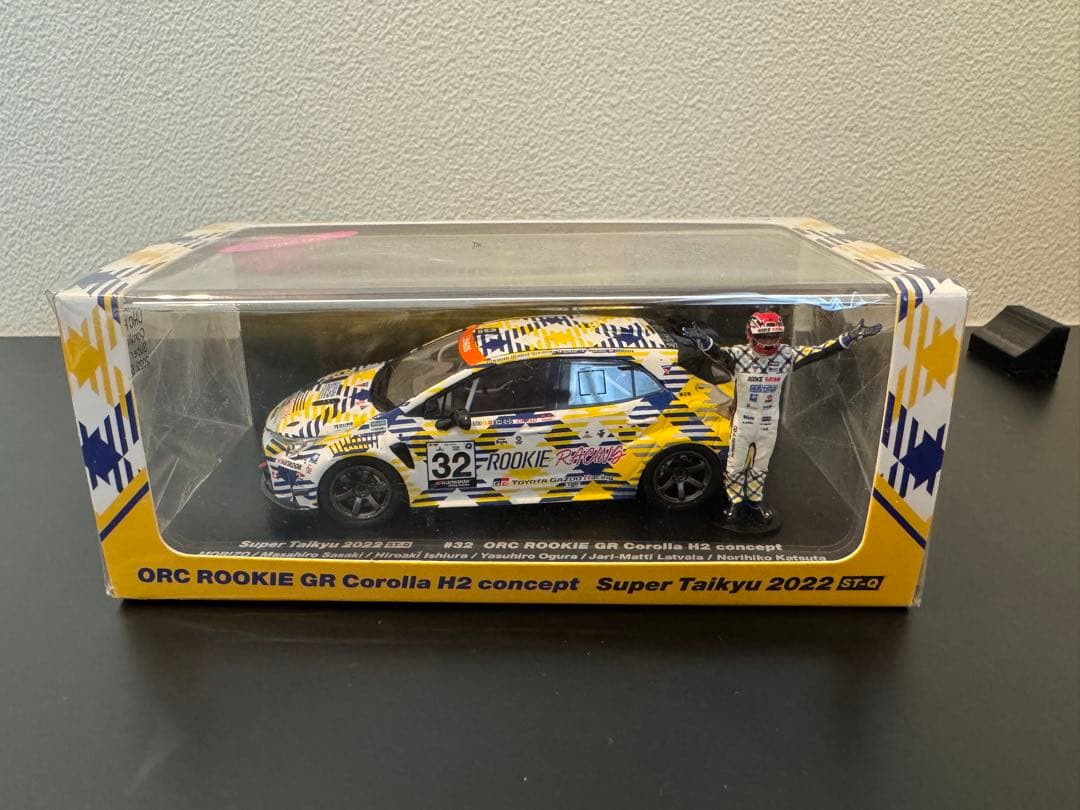 32
ROOKIE RACING
GR TOYOTA GAZOO Racing
Super Taikyu 2022 ST-Q #32 ORC ROOKIE GR Corolla H2 concept
MORIZO / Masahiro Sasaki / Hiroaki Ishiura / Yasuhiro Ogura / Jari-Matti Latvala / Norihiko Katsuta
ORC ROOKIE GR Corolla H2 concept Super Taikyu 2022 ST-Q